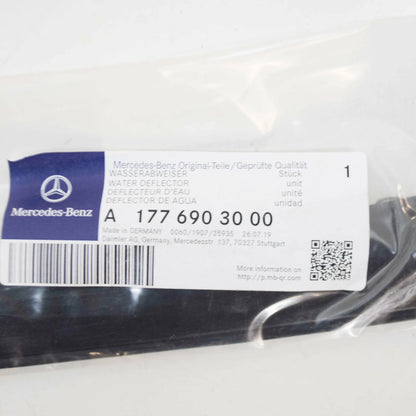 Mercedes-Benz Original-Teile/Geprüfte Qualität
WASSERABWEISER Stück 1
WATER DEFLECTOR unit
DEFLECTEUR D'EAU unité
DEFLECTOR DE AGUA unidad
Mercedes-Benz
A 177 690 30 00
Made in GERMANY 0060/1907/25935 26.07.19
Daimler AG, Germany, Mercedesstr. 137, 70327 Stuttgart
More information on
http://p.mb-qr.com